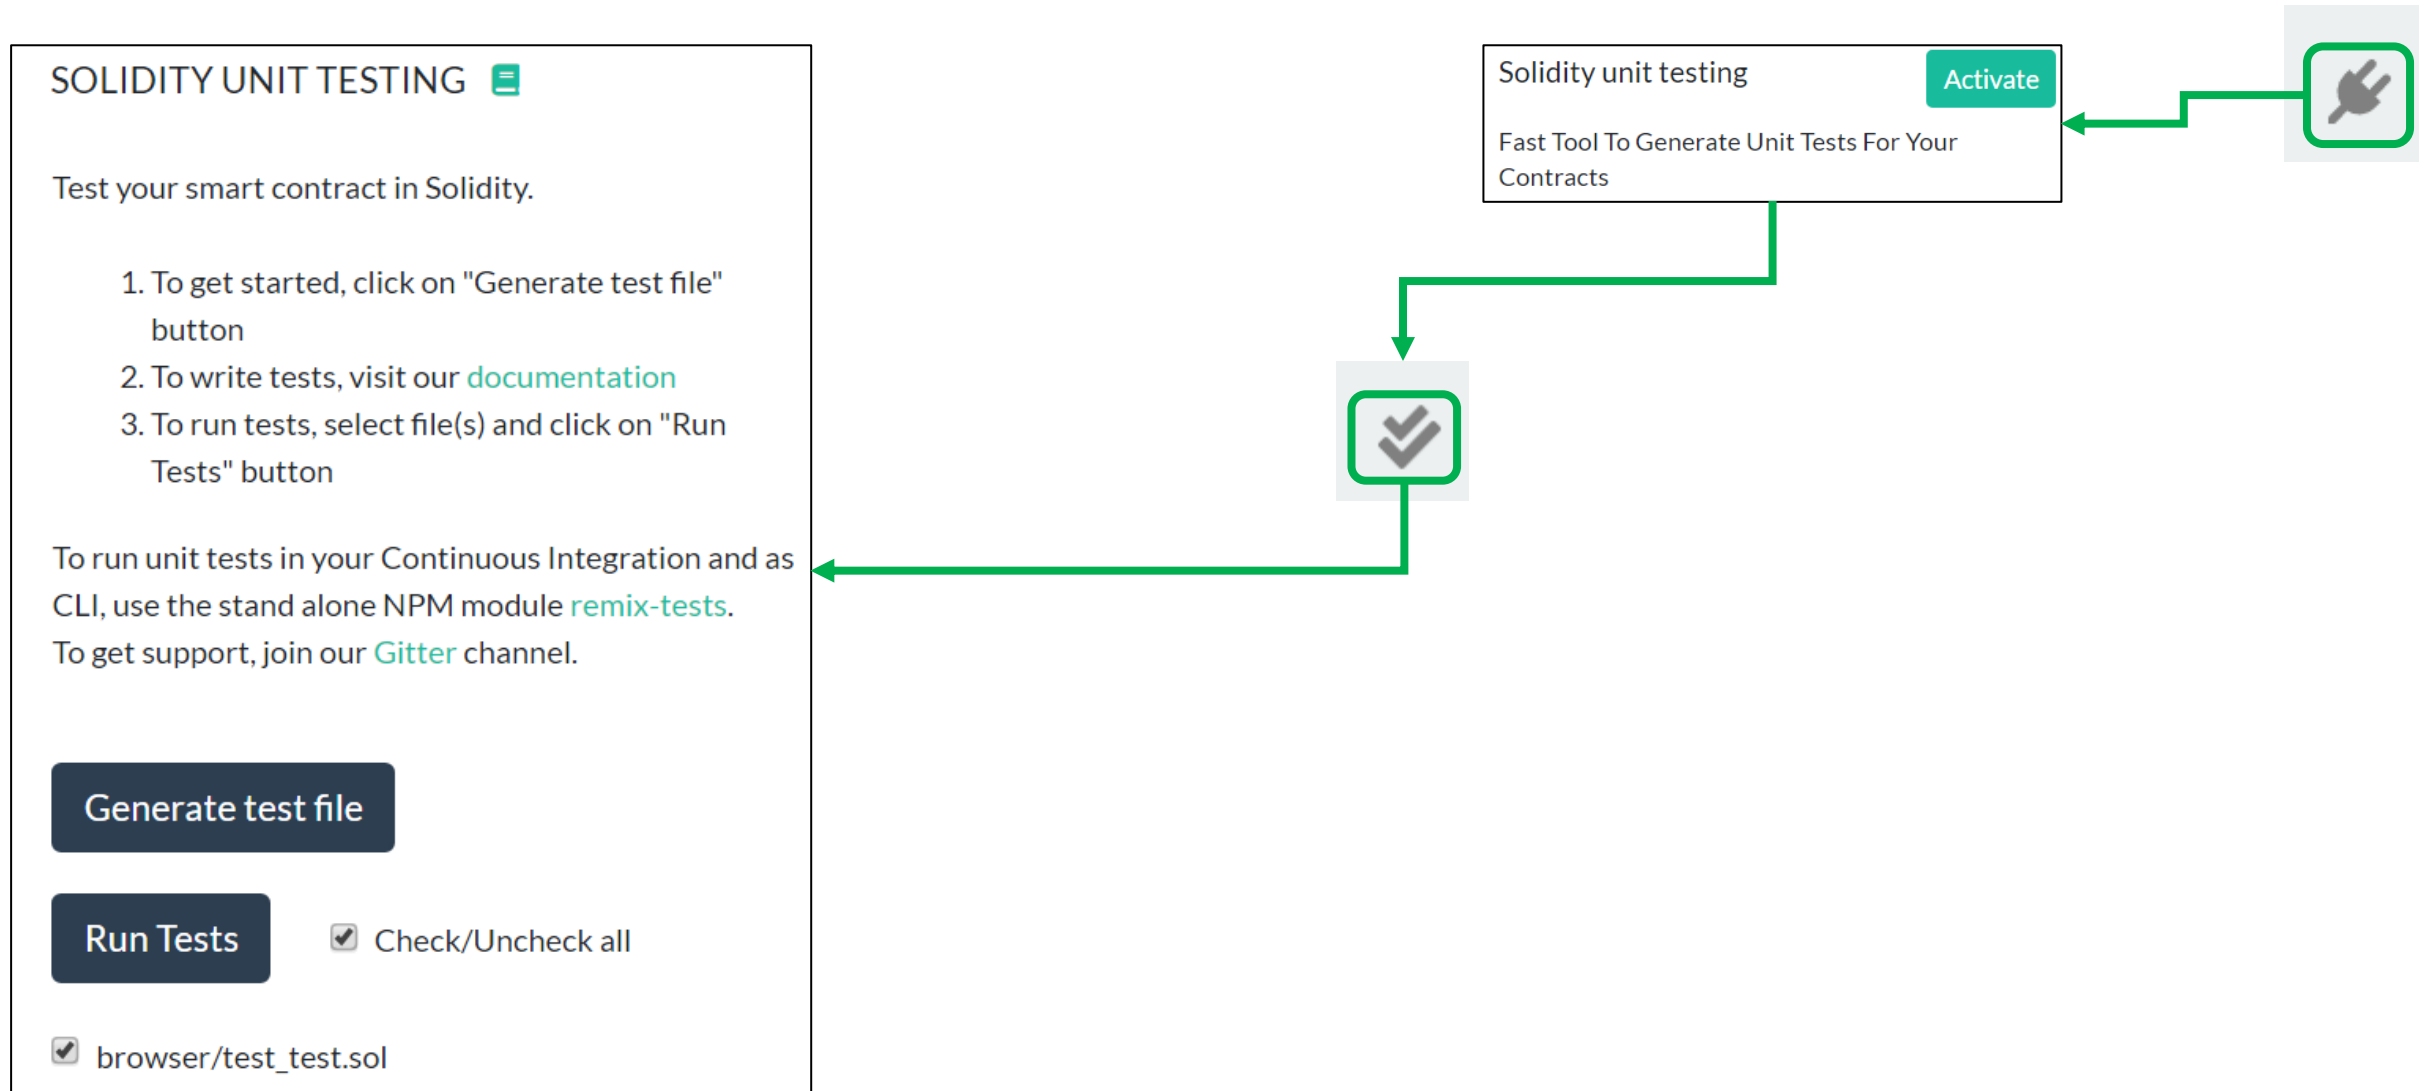 SOLIDITY UNIT TESTING
Test your smart contract in Solidity.
1. To get started, click on "Generate test file"
button
2. To write tests, visit our documentation
3. To run tests, select file(s) and click on "Run
Tests" button
To run unit tests in your Continuous Integration and as
CLI, use the stand alone NPM module remix-tests.
To get support, join our Gitter channel.
Generate test file
Run Tests
Check/Uncheck all
browser/test_test.sol
Solidity unit testing
Activate
Fast Tool To Generate Unit Tests For Your
Contracts